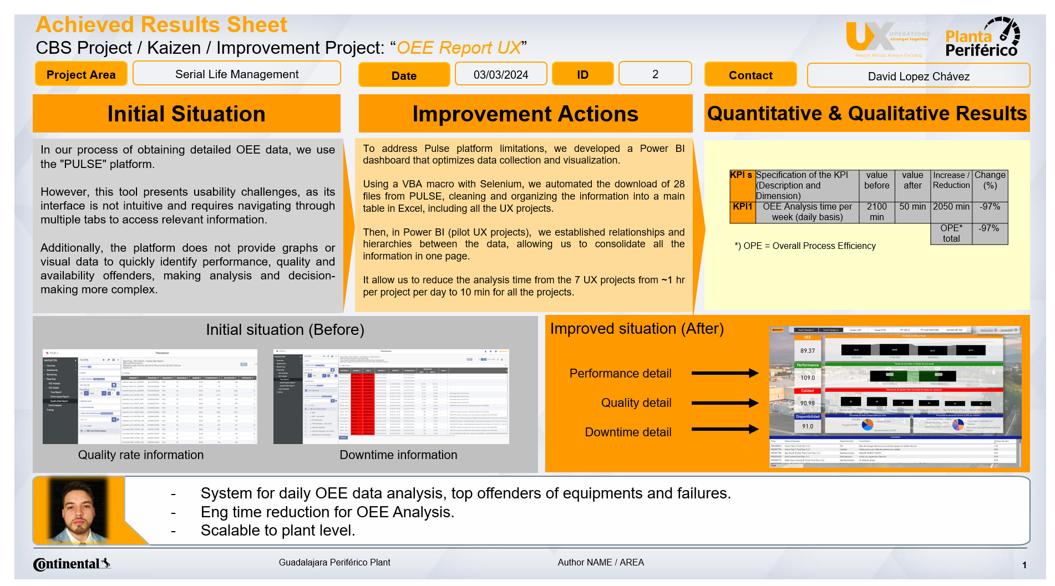 Achieved Results Sheet
CBS Project / Kaizen / Improvement Project: “OEE Report UX”
UX
Planta
Periférico
Project Area
Serial Life Management
Date
03/03/2024
ID
2
Contact
David Lopez Chávez
Initial Situation
Improvement Actions
Quantitative & Qualitative Results
In our process of obtaining detailed OEE data, we use
the "PULSE" platform.
However, this tool presents usability challenges, as its
interface is not intuitive and requires navigating through
multiple tabs to access relevant information.
Additionally, the platform does not provide graphs or
visual data to quickly identify performance, quality and
availability offenders, making analysis and decision-
making more complex.
To address Pulse platform limitations, we developed a Power BI
dashboard that optimizes data collection and visualization.
Using a VBA macro with Selenium, we automated the download of 28
files from PULSE, cleaning and organizing the information into a main
table in Excel, including all the UX projects.
Then, in Power BI (pilot UX projects), we established relationships and
hierarchies between the data, allowing us to consolidate all the
information in one page.
It allow us to reduce the analysis time from the 7 UX projects from ~1 hr
per project per day to 10 min for all the projects.
KPI s
Specification of the KPI
(Description and
Dimension)
value
before
value
after
Increase /
Reduction
Change
(%)
KPI1
OEE Analysis time per
week (daily basis)
2100
min
50 min
2050 min
-97%
OPE*
total
-97%
*) OPE = Overall Process Efficiency
Initial situation (Before)
Quality rate information
Downtime information
Improved situation (After)
Performance detail
Quality detail
Downtime detail
OEE
89.37
Performance
109.0
Calidad
90.98
Disponibilidad
91.0
- System for daily OEE data analysis, top offenders of equipments and failures.
- Eng time reduction for OEE Analysis.
- Scalable to plant level.
Continental
Guadalajara Periférico Plant
Author NAME / AREA
1